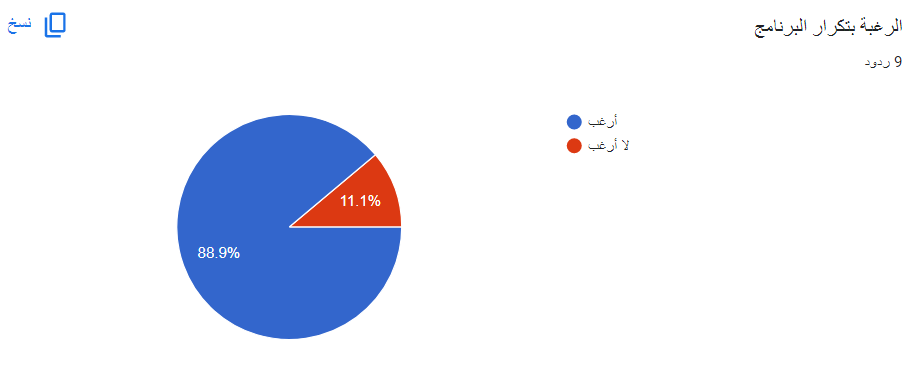 الرغبة بتكرار البرنامج
نسخ
9 ردود
أرغب
لا أرغب
11.1%
88.9%